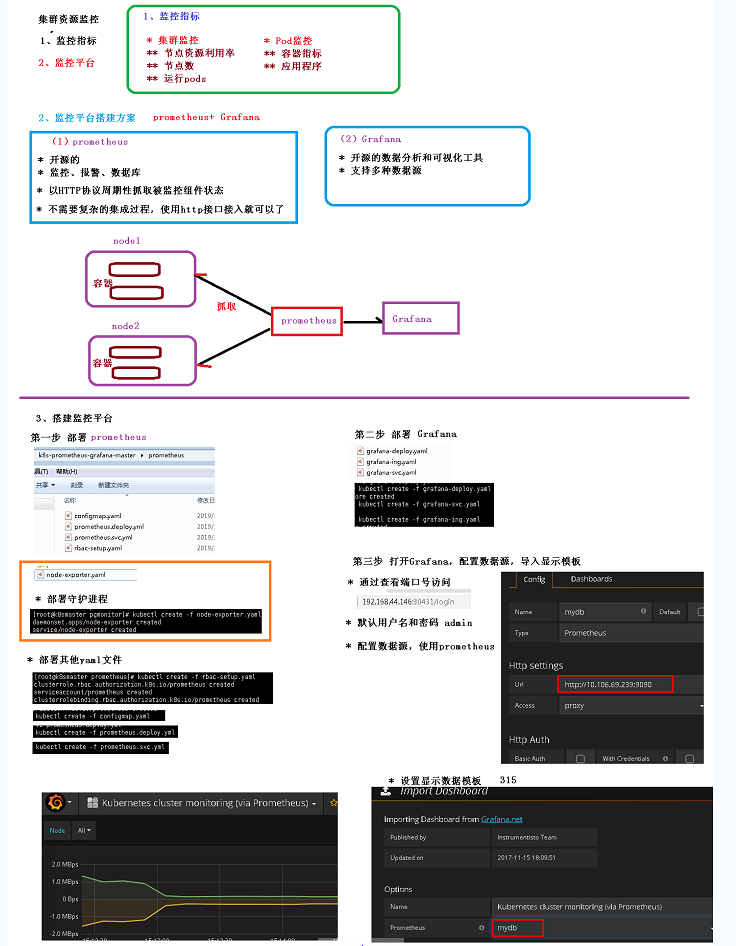 集群资源监控
1、监控指标
2、监控平台
1、监控指标
* 集群监控
** 节点资源利用率
** 节点数
** 运行pods
* Pod监控
** 容器指标
** 应用程序
2、监控平台搭建方案 prometheus+ Grafana
（1）prometheus
* 开源的
* 监控、报警、数据库
* 以HTTP协议周期性抓取被监控组件状态
* 不需要复杂的集成过程，使用http接口接入就可以了
（2）Grafana
* 开源的数据分析和可视化工具
* 支持多种数据源
node1
容器
抓取
node2
容器
prometheus
Grafana
3、搭建监控平台
第一步 部署 prometheus
k8s-prometheus-grafana-master ▸ prometheus
具(T) 帮助(H)
共享 刻录 新建文件夹
名称 修改日
configmap.yaml 2019/
prometheus.deploy.yml 2019/
prometheus.svc.yml 2019/
rbac-setup.yaml 2019/
node-exporter.yaml
* 部署守护进程
[root@k8smaster pgmonitor]# kubectl create -f node-exporter.yaml
daemonset.apps/node-exporter created
service/node-exporter created
* 部署其他yaml文件
[root@k8smaster prometheus]# kubectl create -f rbac-setup.yaml
clusterrole.rbac.authorization.k8s.io/prometheus created
serviceaccount/prometheus created
clusterrolebinding.rbac.authorization.k8s.io/prometheus created
kubectl create -f configmap.yaml
kubectl create -f prometheus.deploy.yml
kubectl create -f prometheus.svc.yml
第二步 部署 Grafana
grafana-deploy.yaml
grafana-ing.yaml
grafana-svc.yaml
kubectl create -f grafana-deploy.yaml
ore created
kubectl create -f grafana-svc.yaml
kubectl create -f grafana-ing.yaml
第三步 打开Grafana，配置数据源，导入显示模板
* 通过查看端口号访问
192.168.44.146:30431/login
* 默认用户名和密码 admin
* 配置数据源，使用prometheus
Config Dashboards
Name mydb Default
Type Prometheus
Http settings
Url http://10.106.69.239:9090
Access proxy
Http Auth
Basic Auth With Credentials
* 设置显示数据模板 315
Import Dashboard
Importing Dashboard from Grafana.net
Published by Instrumentisto Team
Updated on 2017-11-15 18:09:51
Options
Name Kubernetes cluster monitoring (via Prometheus)
Prometheus mydb
Kubernetes cluster monitoring (via Prometheus)
Node All
2.0 MBps
1.0 MBps
0 Bps
-1.0 MBps
-2.0 MBps